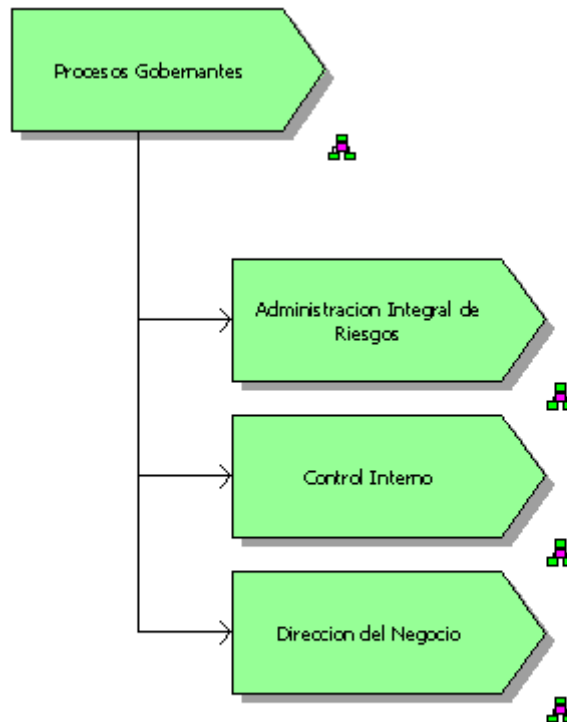 Procesos Gobernantes
Administracion Integral de
Riesgos
Control Interno
Direccion del Negocio